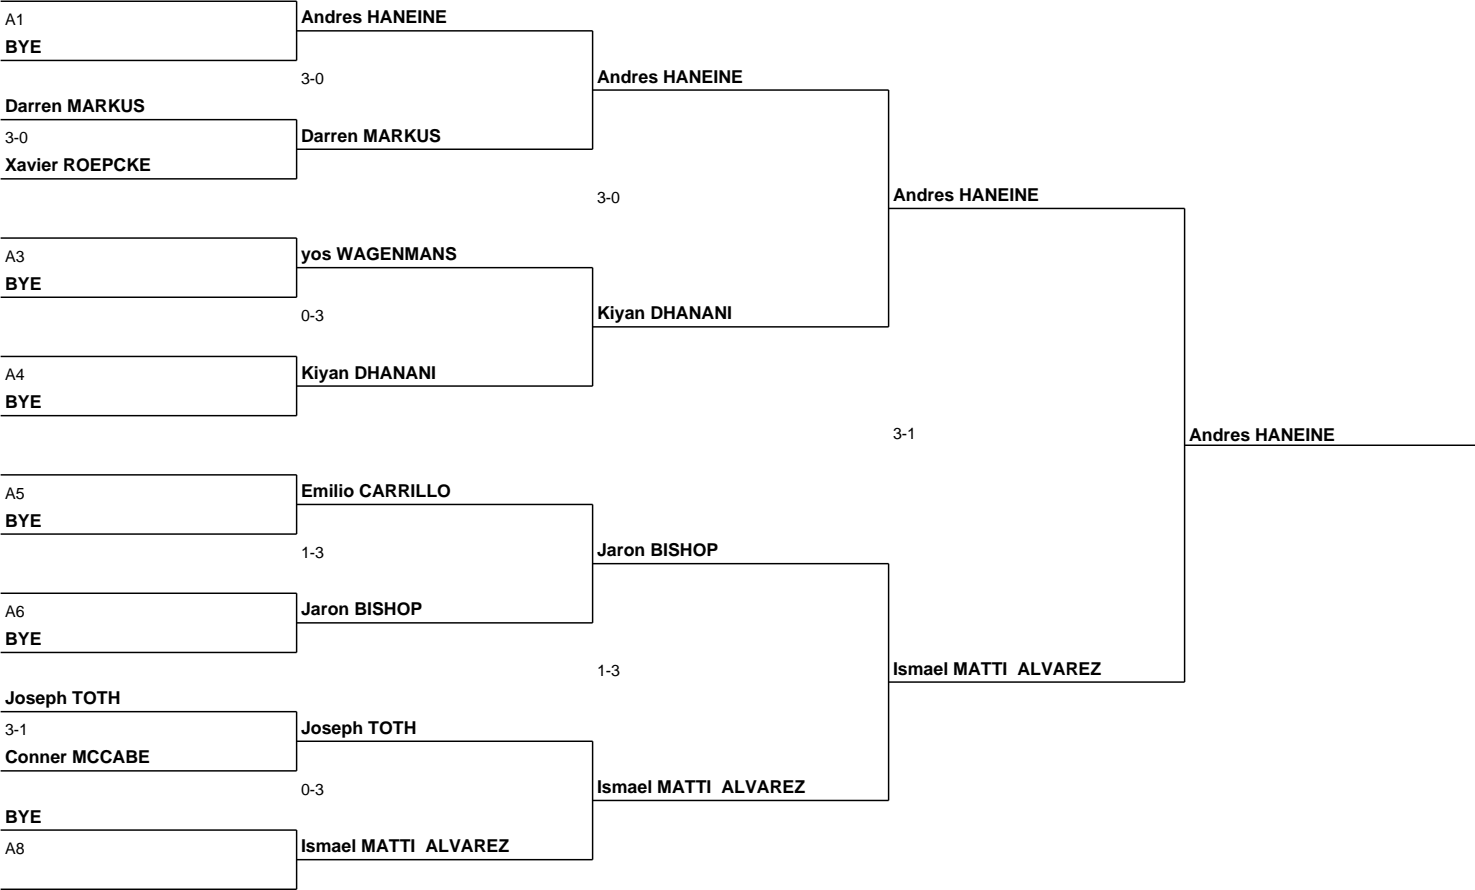 A1
BYE
Andres HANEINE
3-0
Andres HANEINE
Darren MARKUS
3-0
Xavier ROEPCKE
Darren MARKUS
3-0
Andres HANEINE
A3
BYE
yos WAGENMANS
0-3
Kiyan DHANANI
A4
BYE
Kiyan DHANANI
3-1
Andres HANEINE
A5
BYE
Emilio CARRILLO
1-3
Jaron BISHOP
A6
BYE
Jaron BISHOP
1-3
Ismael MATTI  ALVAREZ
Joseph TOTH
3-1
Conner MCCABE
Joseph TOTH
0-3
Ismael MATTI  ALVAREZ
BYE
A8
Ismael MATTI  ALVAREZ